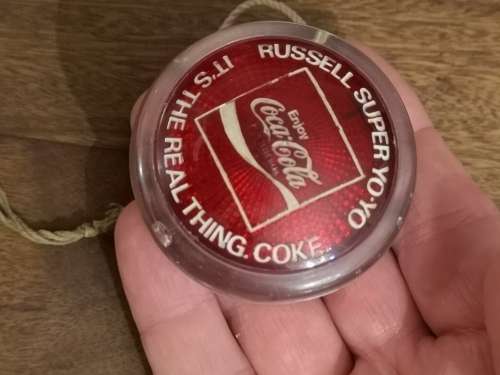 RUSSELL SUPER YO-YO
IT'S THE REAL THING. COKE
Enjoy
Coca-Cola